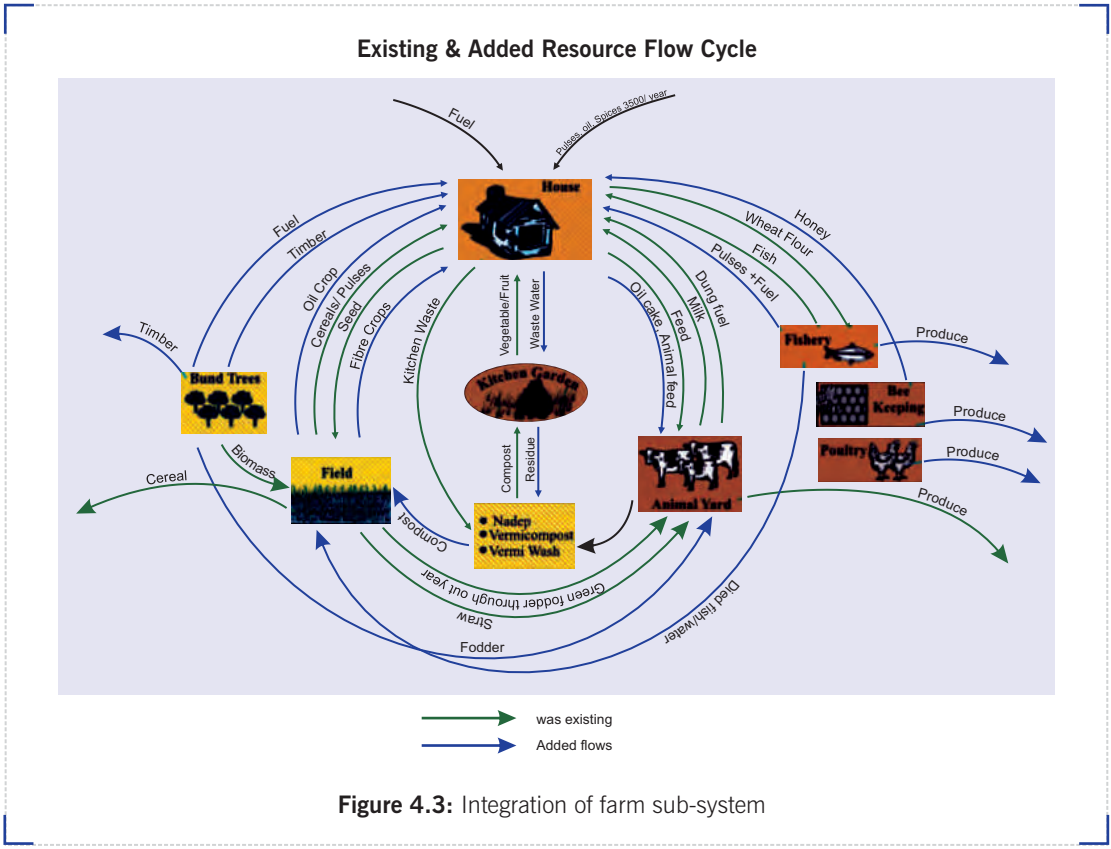 Existing & Added Resource Flow Cycle
Fuel
Pulses, oil, Spices 3500/ year
House
Fuel
Timber
Oil Crop
Cereals/ Pulses
Seed
Fibre Crops
Kitchen Waste
Vegetable/Fruit
Waste Water
Oil cake, Animal feed
Feed
Milk
Dung fuel
Pulses +Fuel
Fish
Wheat Flour
Honey
Timber
Bund Trees
Kitchen Garden
Fishery
Produce
Bee
Keeping
Produce
Poultry
Produce
Biomass
Cereal
Field
Compost
Residue
Compost
• Nadep
• Vermicompost
• Vermi Wash
Animal Yard
Produce
Green fodder through out year
Straw
Fodder
Died fish/water
was existing
Added flows
Figure 4.3: Integration of farm sub-system